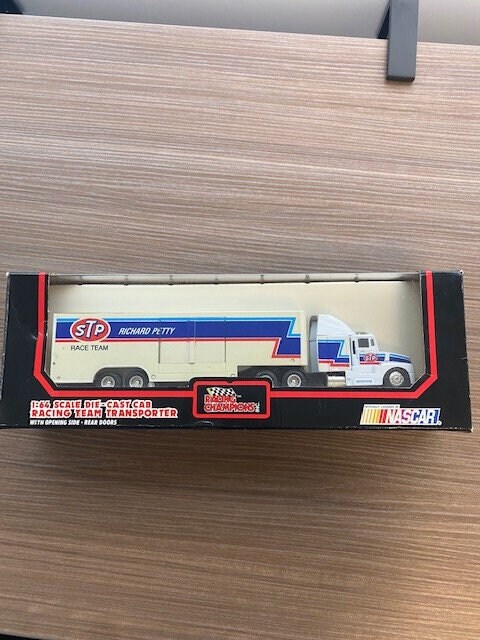 STP
RICHARD PETTY
RACE TEAM
STP
1:64 SCALE DIE-CAST CAB
RACING TEAM TRANSPORTER
WITH OPENING SIDE • REAR DOORS
RACING
CHAMPIONS
NASCAR